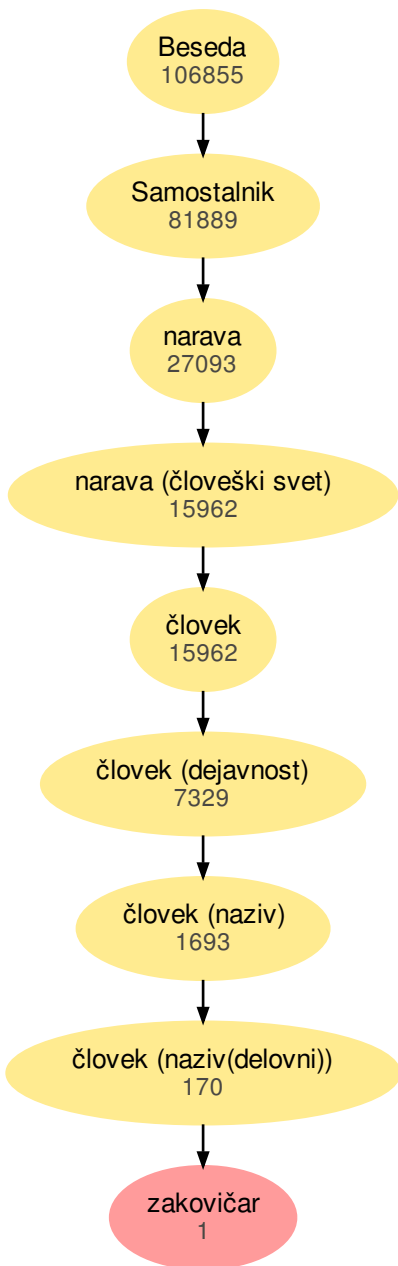 Beseda
106855
Samostalnik
81889
narava
27093
narava (človeški svet)
15962
človek
15962
človek (dejavnost)
7329
človek (naziv)
1693
človek (naziv(delovni))
170
zakovičar
1